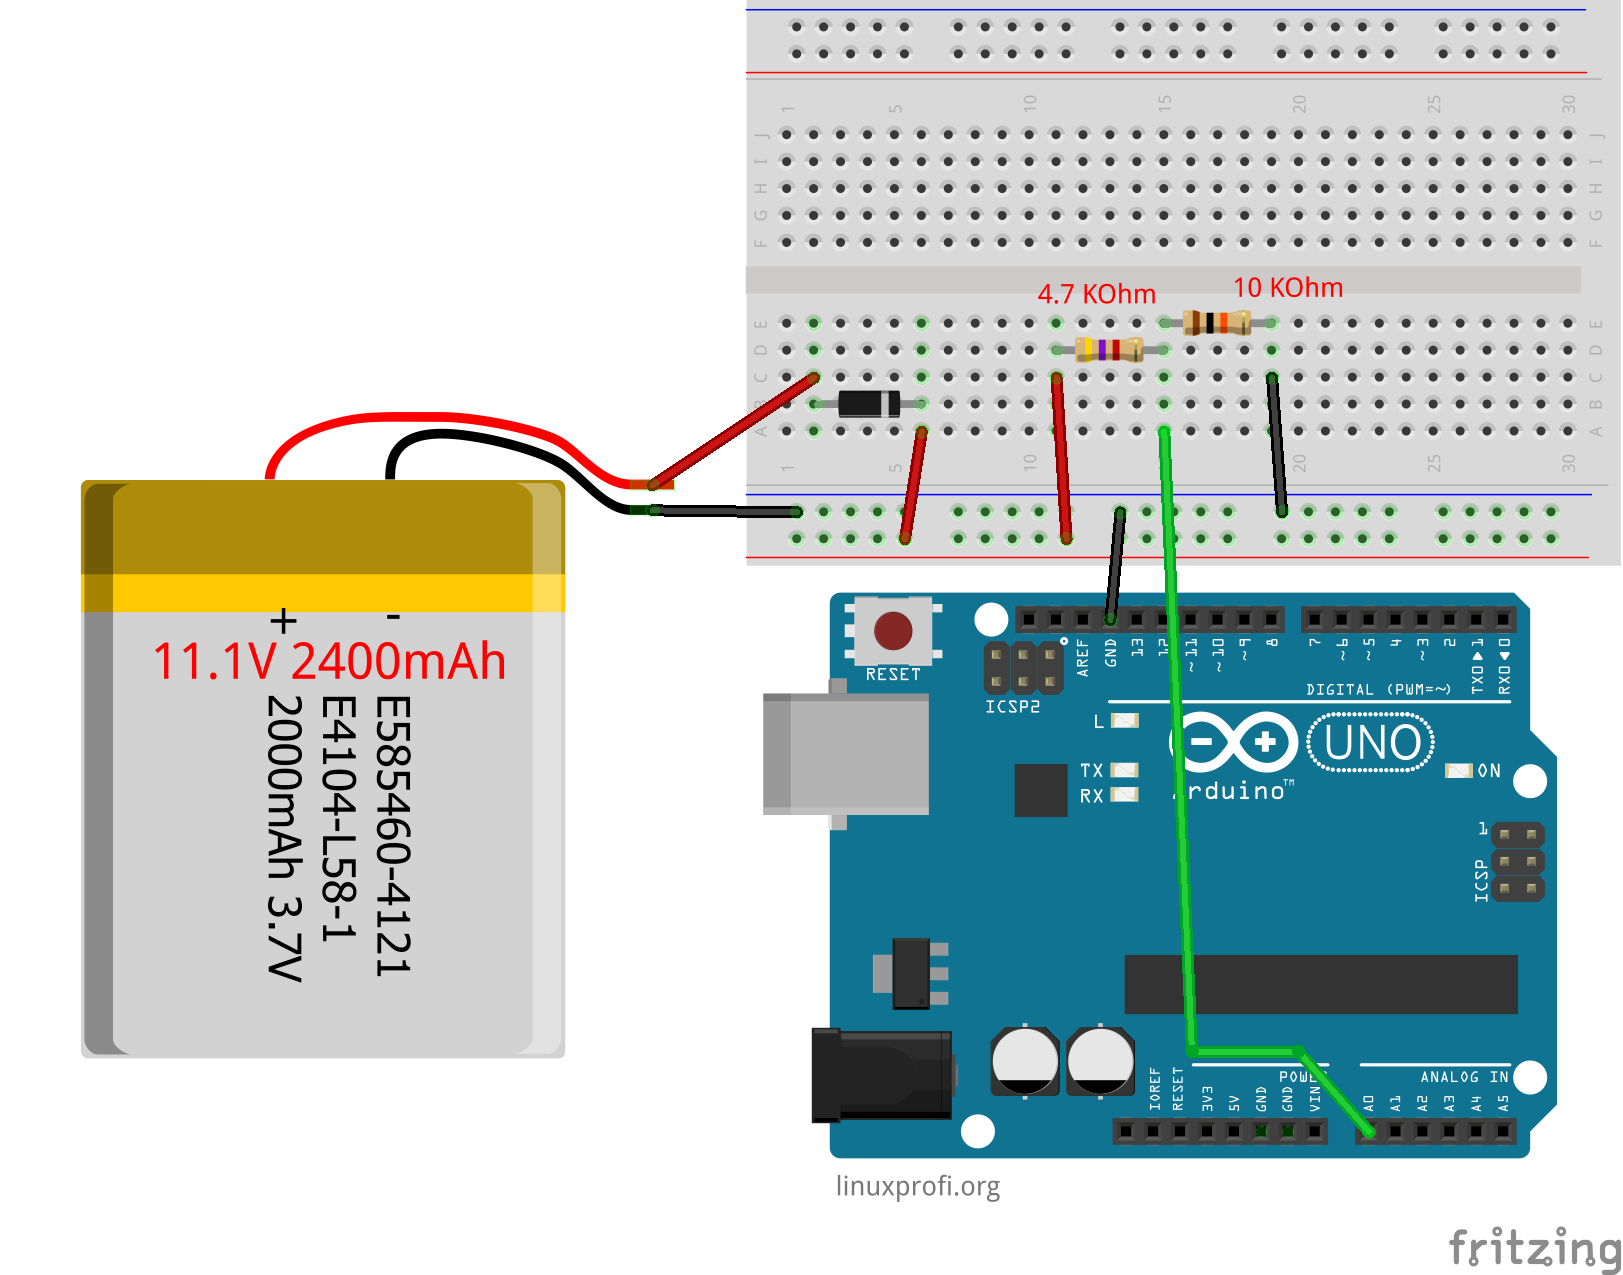 1 5 10 15 20 25 30
J J
I I
H H
G G
F F
4.7 KOhm
10 KOhm
E E
D D
C C
B B
A A
1 5 10 15 20 25 30
+ -
11.1V 2400mAh
E585460-4121
E4104-L58-1
2000mAh 3.7V
RESET
ICSP2
AREF
GND
13
12
~11
~10
~9
8
7
~6
~5
4
~3
2
TX0▶1
RX0◀0
DIGITAL (PWM=~)
L
TX
RX
UNO
ON
Arduino™
1
ICSP
IOREF
RESET
3V3
5V
GND
GND
VIN
POWER
ANALOG IN
A0
A1
A2
A3
A4
A5
linuxprofi.org
fritzing